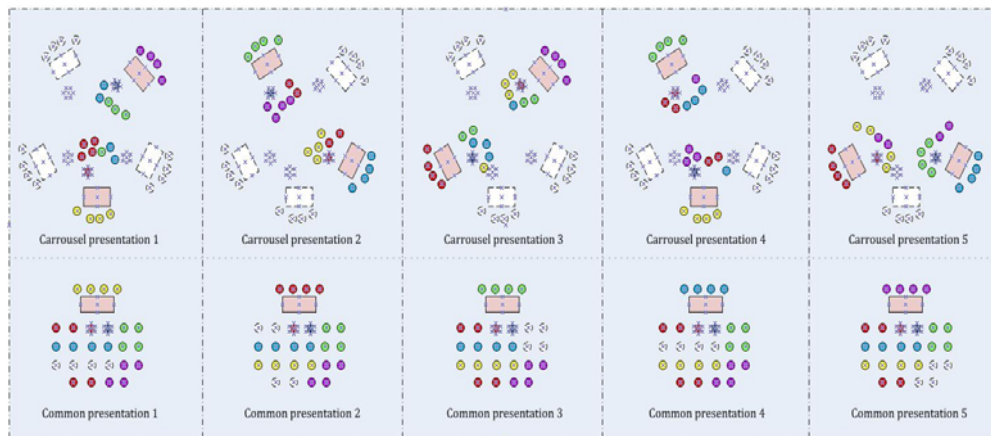 Carrousel presentation 1
Carrousel presentation 2
Carrousel presentation 3
Carrousel presentation 4
Carrousel presentation 5
Common presentation 1
Common presentation 2
Common presentation 3
Common presentation 4
Common presentation 5